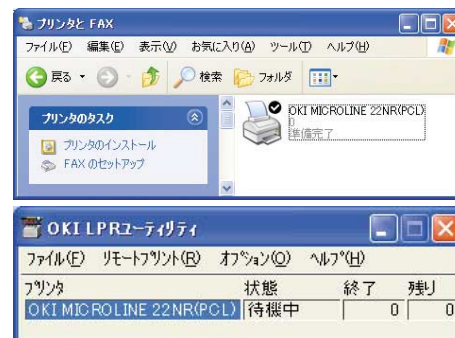 プリンタと FAX
ファイル(F) 編集(E) 表示(V) お気に入り(A) ツール(T) ヘルプ(H)
戻る 検索 フォルダ
プリンタのタスク
プリンタのインストール
FAX のセットアップ
OKI MICROLINE 22NR(PCL)
0
準備完了
OKI LPRユーティリティ
ファイル(F) リモートプリント(R) オプション(O) ヘルプ(H)
プリンタ 状態 終了 残り
OKI MICROLINE 22NR(PCL) 待機中 0 0